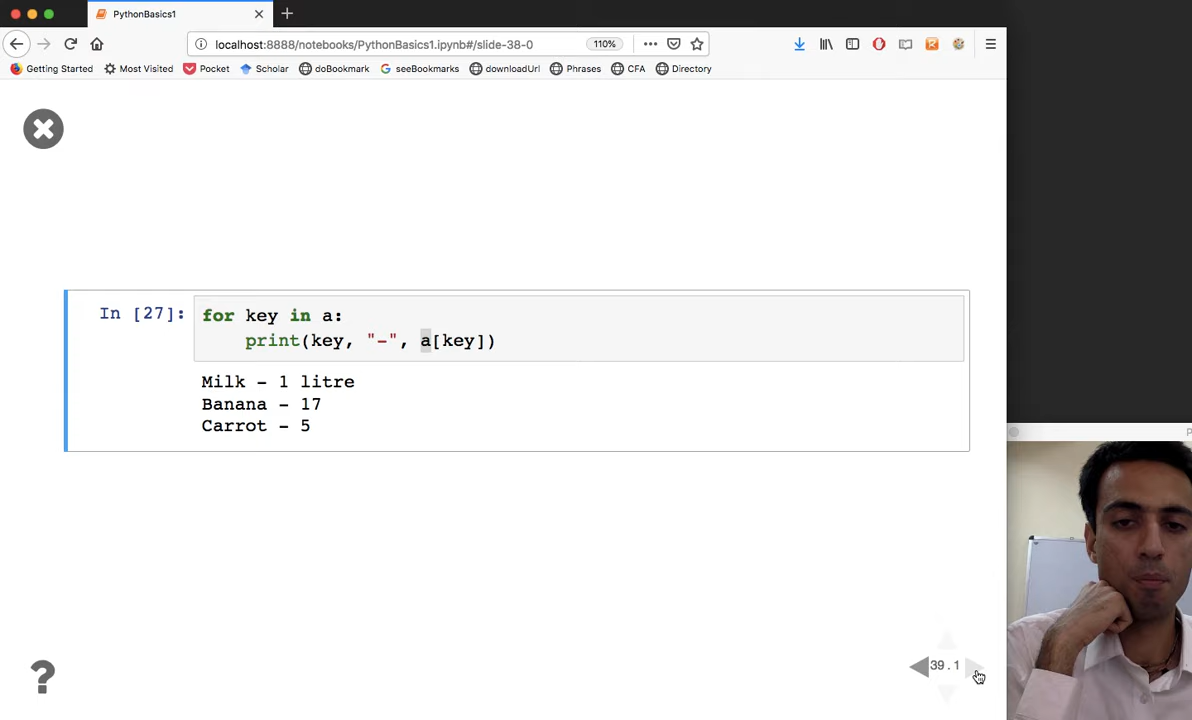 PythonBasics1
localhost:8888/notebooks/PythonBasics1.ipynb#/slide-38-0
110%
Getting Started
Most Visited
Pocket
Scholar
doBookmark
seeBookmarks
downloadUrl
Phrases
CFA
Directory
In [27]:
for key in a:
print(key, "-", a[key])
Milk - 1 litre
Banana - 17
Carrot - 5
39.1
?